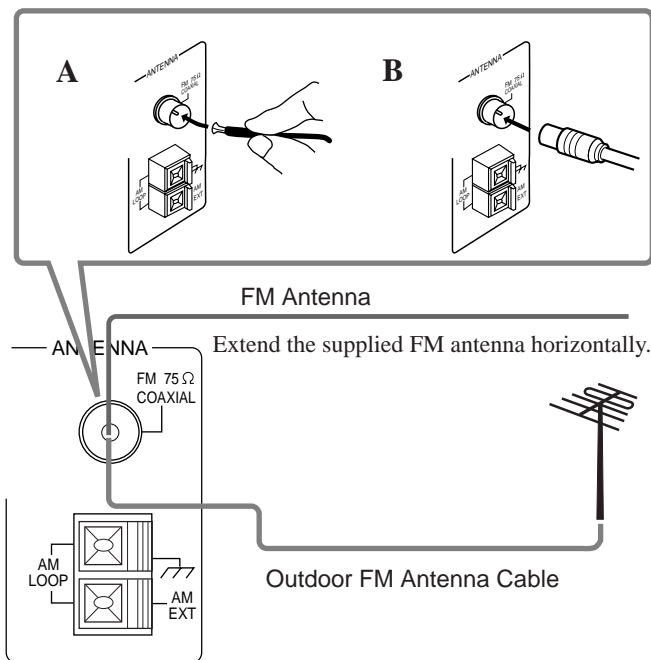 A
ANTENNA
FM 75Ω
COAXIAL
AM
LOOP
AM
EXT
B
ANTENNA
FM 75Ω
COAXIAL
AM
LOOP
AM
EXT
FM Antenna
Extend the supplied FM antenna horizontally.
ANTENNA
FM 75Ω
COAXIAL
AM
LOOP
AM
EXT
Outdoor FM Antenna Cable